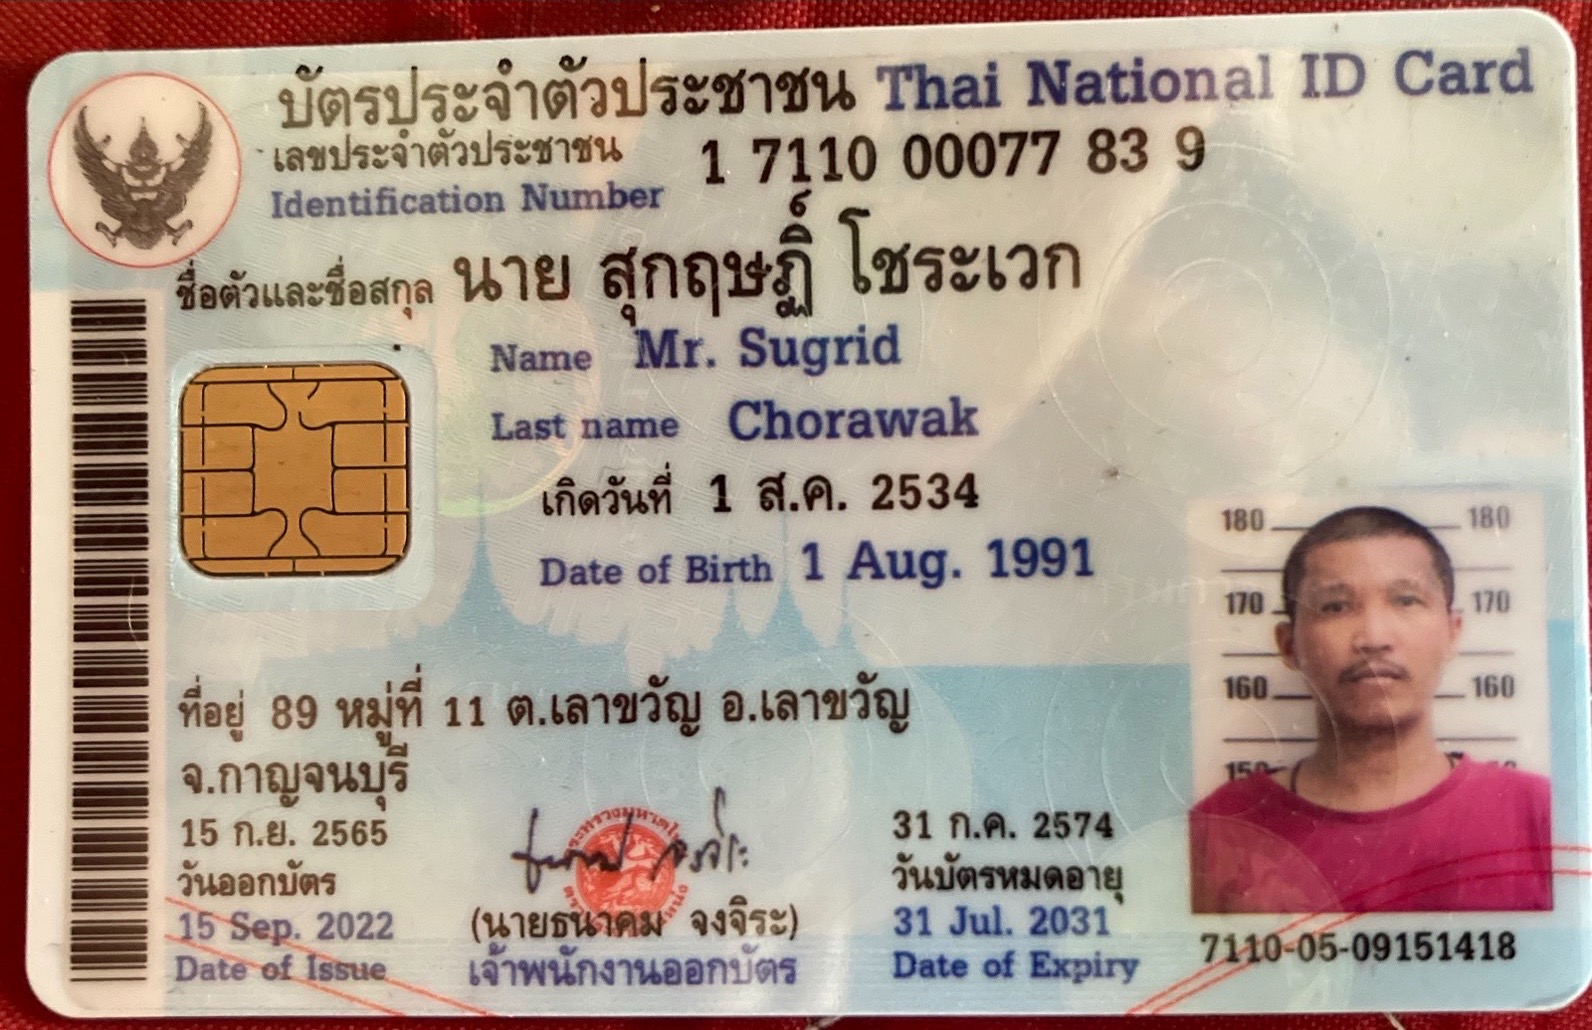 บัตรประจำตัวประชาชน Thai National ID Card
เลขประจำตัวประชาชน 1 7110 00077 83 9
Identification Number
ชื่อตัวและชื่อสกุล นาย สุกฤษฏิ์ โชระเวก
Name Mr. Sugrid
Last name Chorawak
เกิดวันที่ 1 ส.ค. 2534
Date of Birth 1 Aug. 1991
180 180
170 170
160 160
ที่อยู่ 89 หมู่ที่ 11 ต.เลาขวัญ อ.เลาขวัญ
จ.กาญจนบุรี
15 ก.ย. 2565
วันออกบัตร
15 Sep. 2022
Date of Issue
(นายธนาคม จงจิระ)
เจ้าพนักงานออกบัตร
31 ก.ค. 2574
วันบัตรหมดอายุ
31 Jul. 2031
Date of Expiry
7110-05-09151418